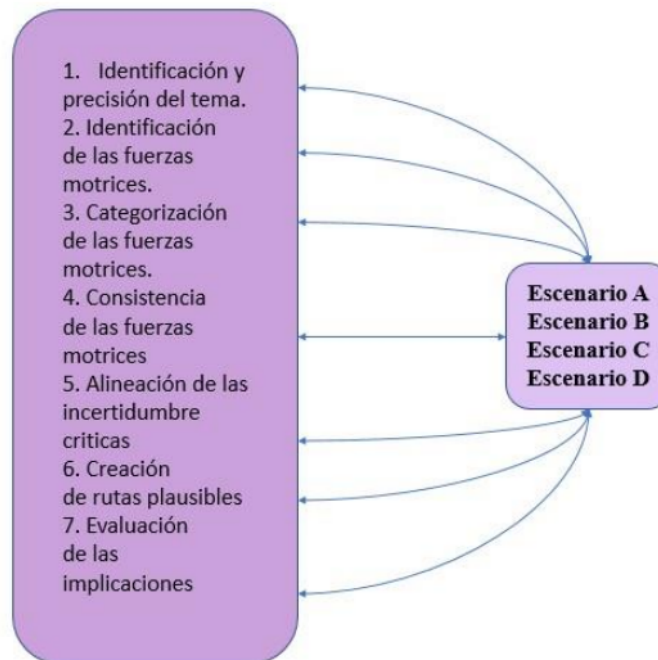 1. Identificación y
precisión del tema.
2. Identificación
de las fuerzas
motrices.
3. Categorización
de las fuerzas
motrices.
4. Consistencia
de las fuerzas
motrices
5. Alineación de las
incertidumbre
criticas
6. Creación
de rutas plausibles
7. Evaluación
de las
implicaciones
Escenario A
Escenario B
Escenario C
Escenario D